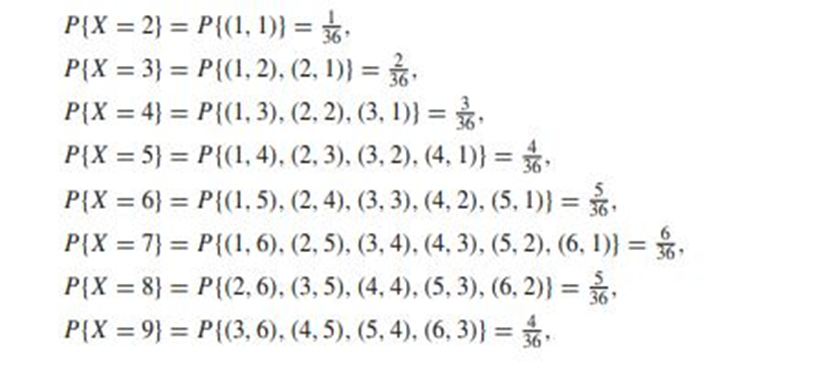 P{X = 2} = P{(1, 1)} = 1/36,
P{X = 3} = P{(1, 2), (2, 1)} = 2/36,
P{X = 4} = P{(1, 3), (2, 2), (3, 1)} = 3/36,
P{X = 5} = P{(1, 4), (2, 3), (3, 2), (4, 1)} = 4/36,
P{X = 6} = P{(1, 5), (2, 4), (3, 3), (4, 2), (5, 1)} = 5/36,
P{X = 7} = P{(1, 6), (2, 5), (3, 4), (4, 3), (5, 2), (6, 1)} = 6/36,
P{X = 8} = P{(2, 6), (3, 5), (4, 4), (5, 3), (6, 2)} = 5/36,
P{X = 9} = P{(3, 6), (4, 5), (5, 4), (6, 3)} = 4/36,